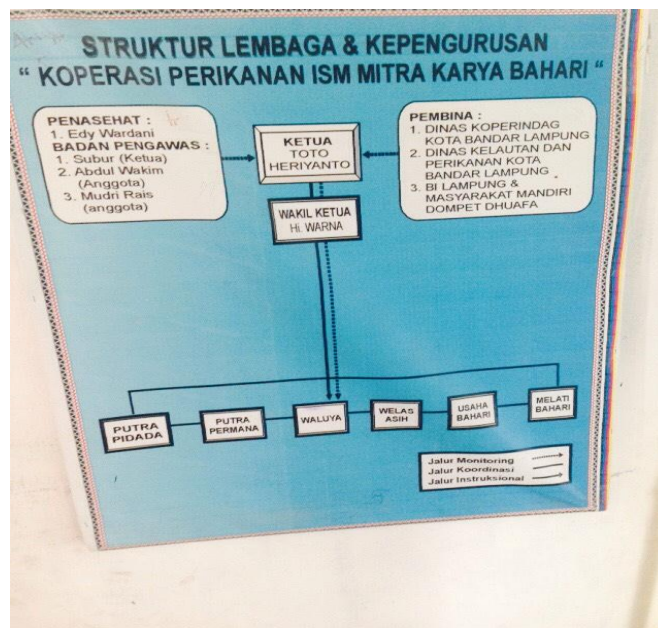 STRUKTUR LEMBAGA & KEPENGURUSAN
“ KOPERASI PERIKANAN ISM MITRA KARYA BAHARI “
PENASEHAT :
1. Edy Wardani
BADAN PENGAWAS :
1. Subur (Ketua)
2. Abdul Wakim
(Anggota)
3. Mudri Rais
(anggota)
KETUA
TOTO
HERIYANTO
PEMBINA :
1. DINAS KOPERINDAG
KOTA BANDAR LAMPUNG
2. DINAS KELAUTAN DAN
PERIKANAN KOTA
BANDAR LAMPUNG
3. BI LAMPUNG &
MASYARAKAT MANDIRI
DOMPET DHUAFA
WAKIL KETUA
Hi. WARNA
PUTRA
PIDADA
PUTRA
PERMANA
WALUYA
WELAS
ASIH
USAHA
BAHARI
MELATI
BAHARI
Jalur Monitoring
Jalur Koordinasi
Jalur Instruksional